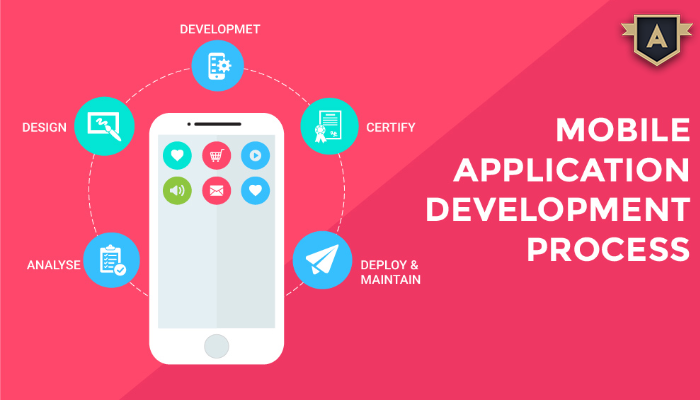 DEVELOPMET
DESIGN
CERTIFY
ANALYSE
DEPLOY &
MAINTAIN
A
MOBILE
APPLICATION
DEVELOPMENT
PROCESS